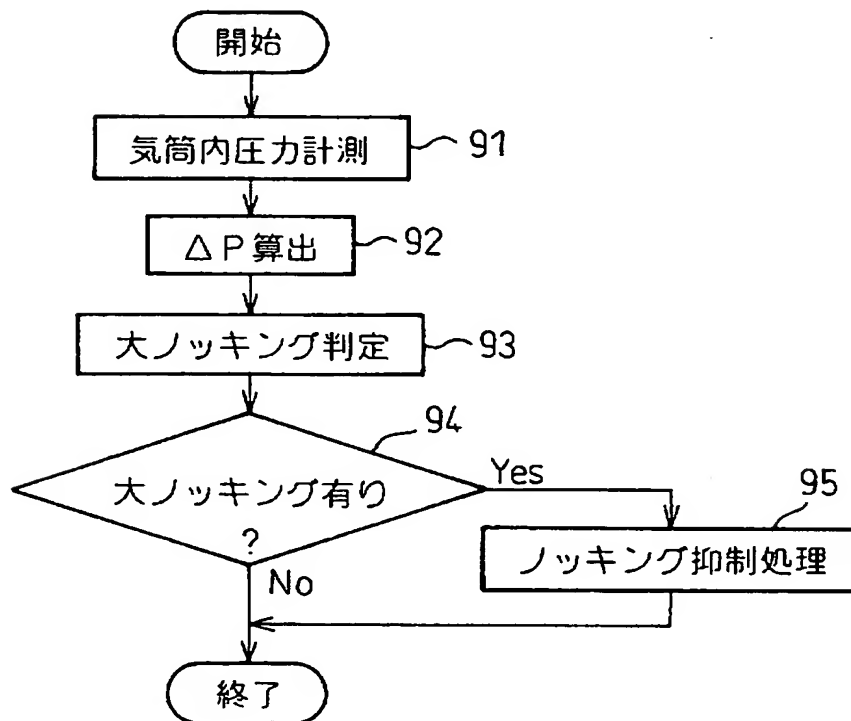 開始
気筒内圧力計測
91
△P算出
92
大ノッキング判定
93
94
大ノッキング有り
?
Yes
95
ノッキング抑制処理
No
終了